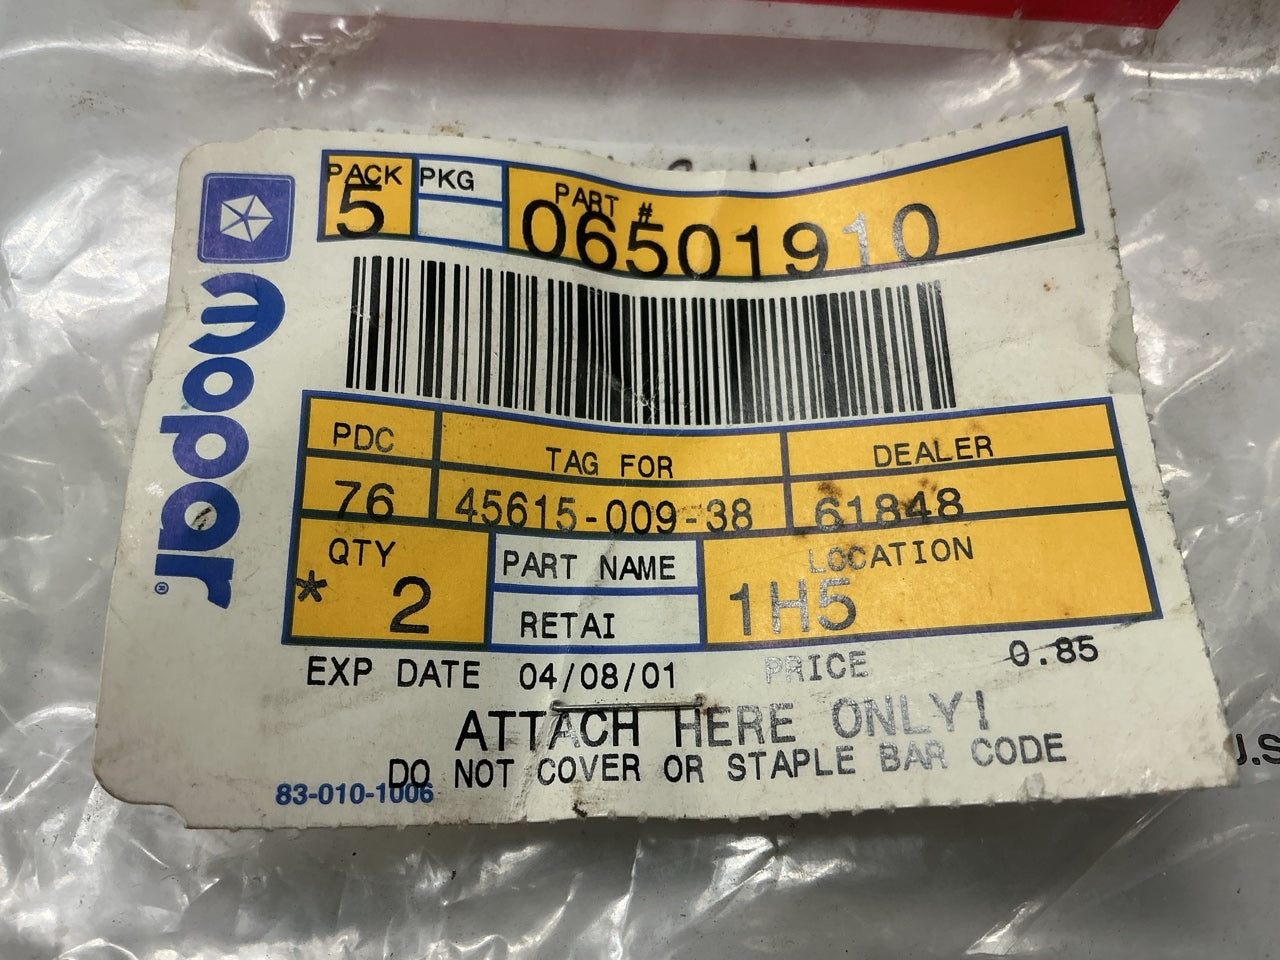 PACK PKG PART #
5 06501910
mopar®
PDC TAG FOR DEALER
76 45615-009-38 61848
QTY PART NAME LOCATION
* 2 RETAI 1H5
EXP DATE 04/08/01 PRICE 0.85
ATTACH HERE ONLY!
DO NOT COVER OR STAPLE BAR CODE
83-010-1006